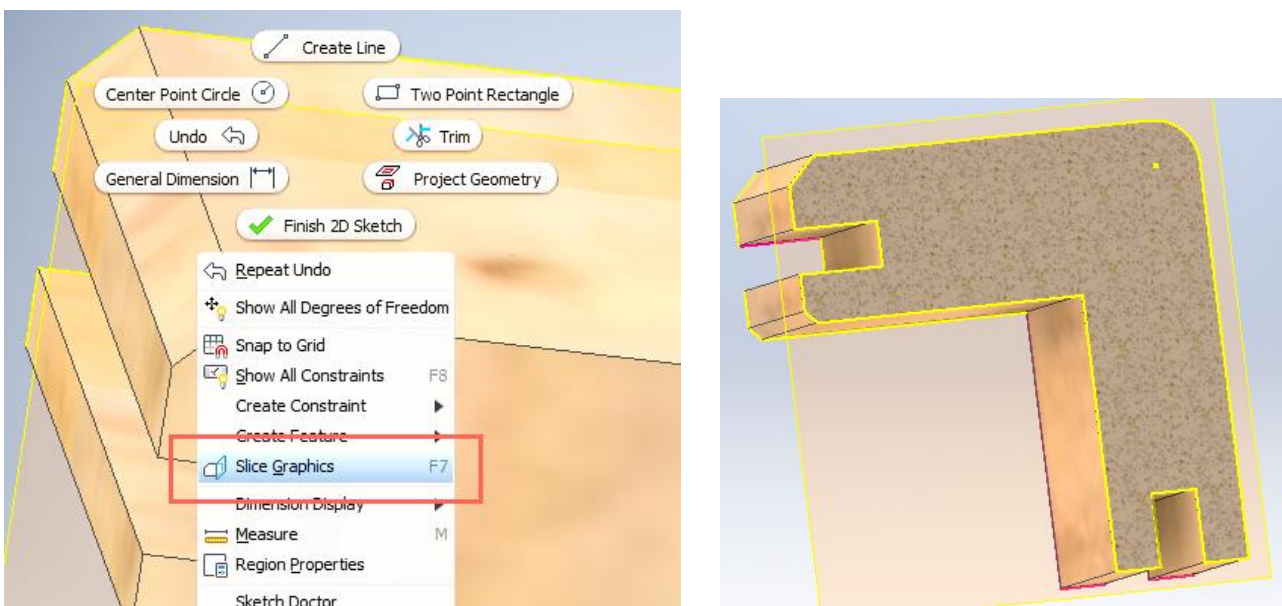 Create Line
Center Point Circle
Two Point Rectangle
Undo
Trim
General Dimension
Project Geometry
Finish 2D Sketch
Repeat Undo
Show All Degrees of Freedom
Snap to Grid
Show All Constraints F8
Create Constraint
Create Feature
Slice Graphics F7
Dimension Display
Measure M
Region Properties
Sketch Doctor